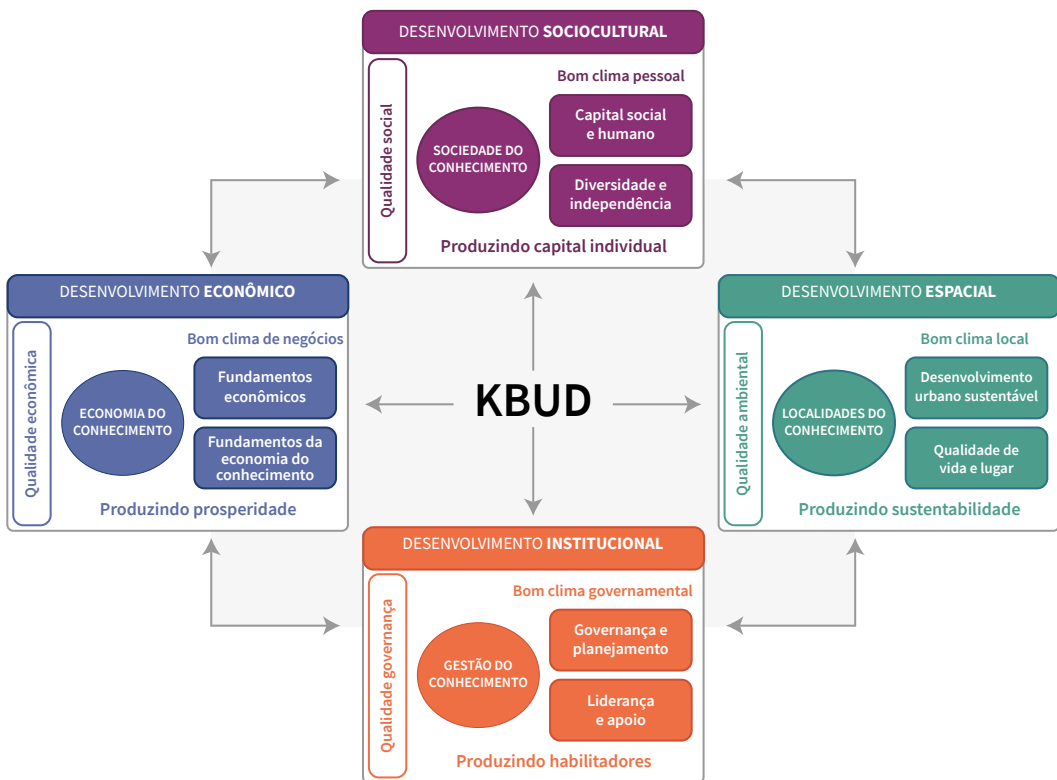 DESENVOLVIMENTO SOCIOCULTURAL
Qualidade social
Bom clima pessoal
SOCIEDADE DO
CONHECIMENTO
Capital social
e humano
Diversidade e
independência
Produzindo capital individual
DESENVOLVIMENTO ECONÔMICO
Qualidade econômica
Bom clima de negócios
ECONOMIA DO
CONHECIMENTO
Fundamentos
econômicos
Fundamentos da
economia do
conhecimento
Produzindo prosperidade
KBUD
DESENVOLVIMENTO ESPACIAL
Qualidade ambiental
Bom clima local
LOCALIDADES DO
CONHECIMENTO
Desenvolvimento
urbano sustentável
Qualidade de
vida e lugar
Produzindo sustentabilidade
DESENVOLVIMENTO INSTITUCIONAL
Qualidade governança
Bom clima governamental
GESTÃO DO
CONHECIMENTO
Governança e
planejamento
Liderança
e apoio
Produzindo habilitadores